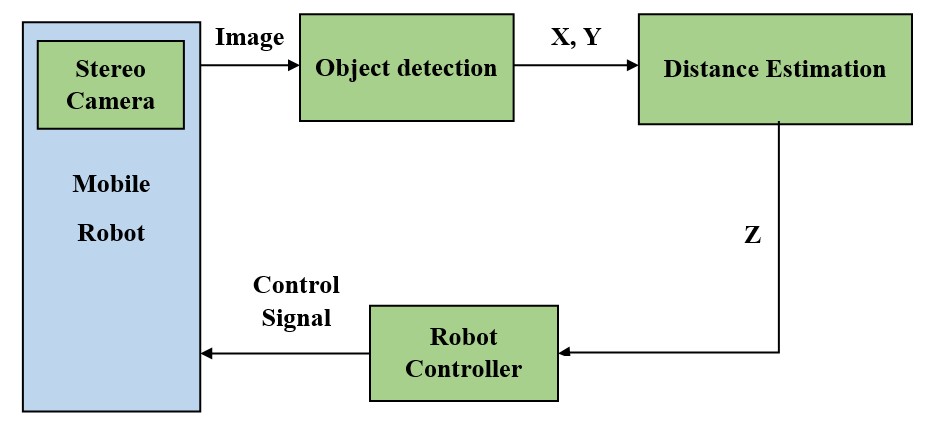 Stereo
Camera
Mobile
Robot
Image
Object detection
X, Y
Distance Estimation
Z
Robot
Controller
Control
Signal